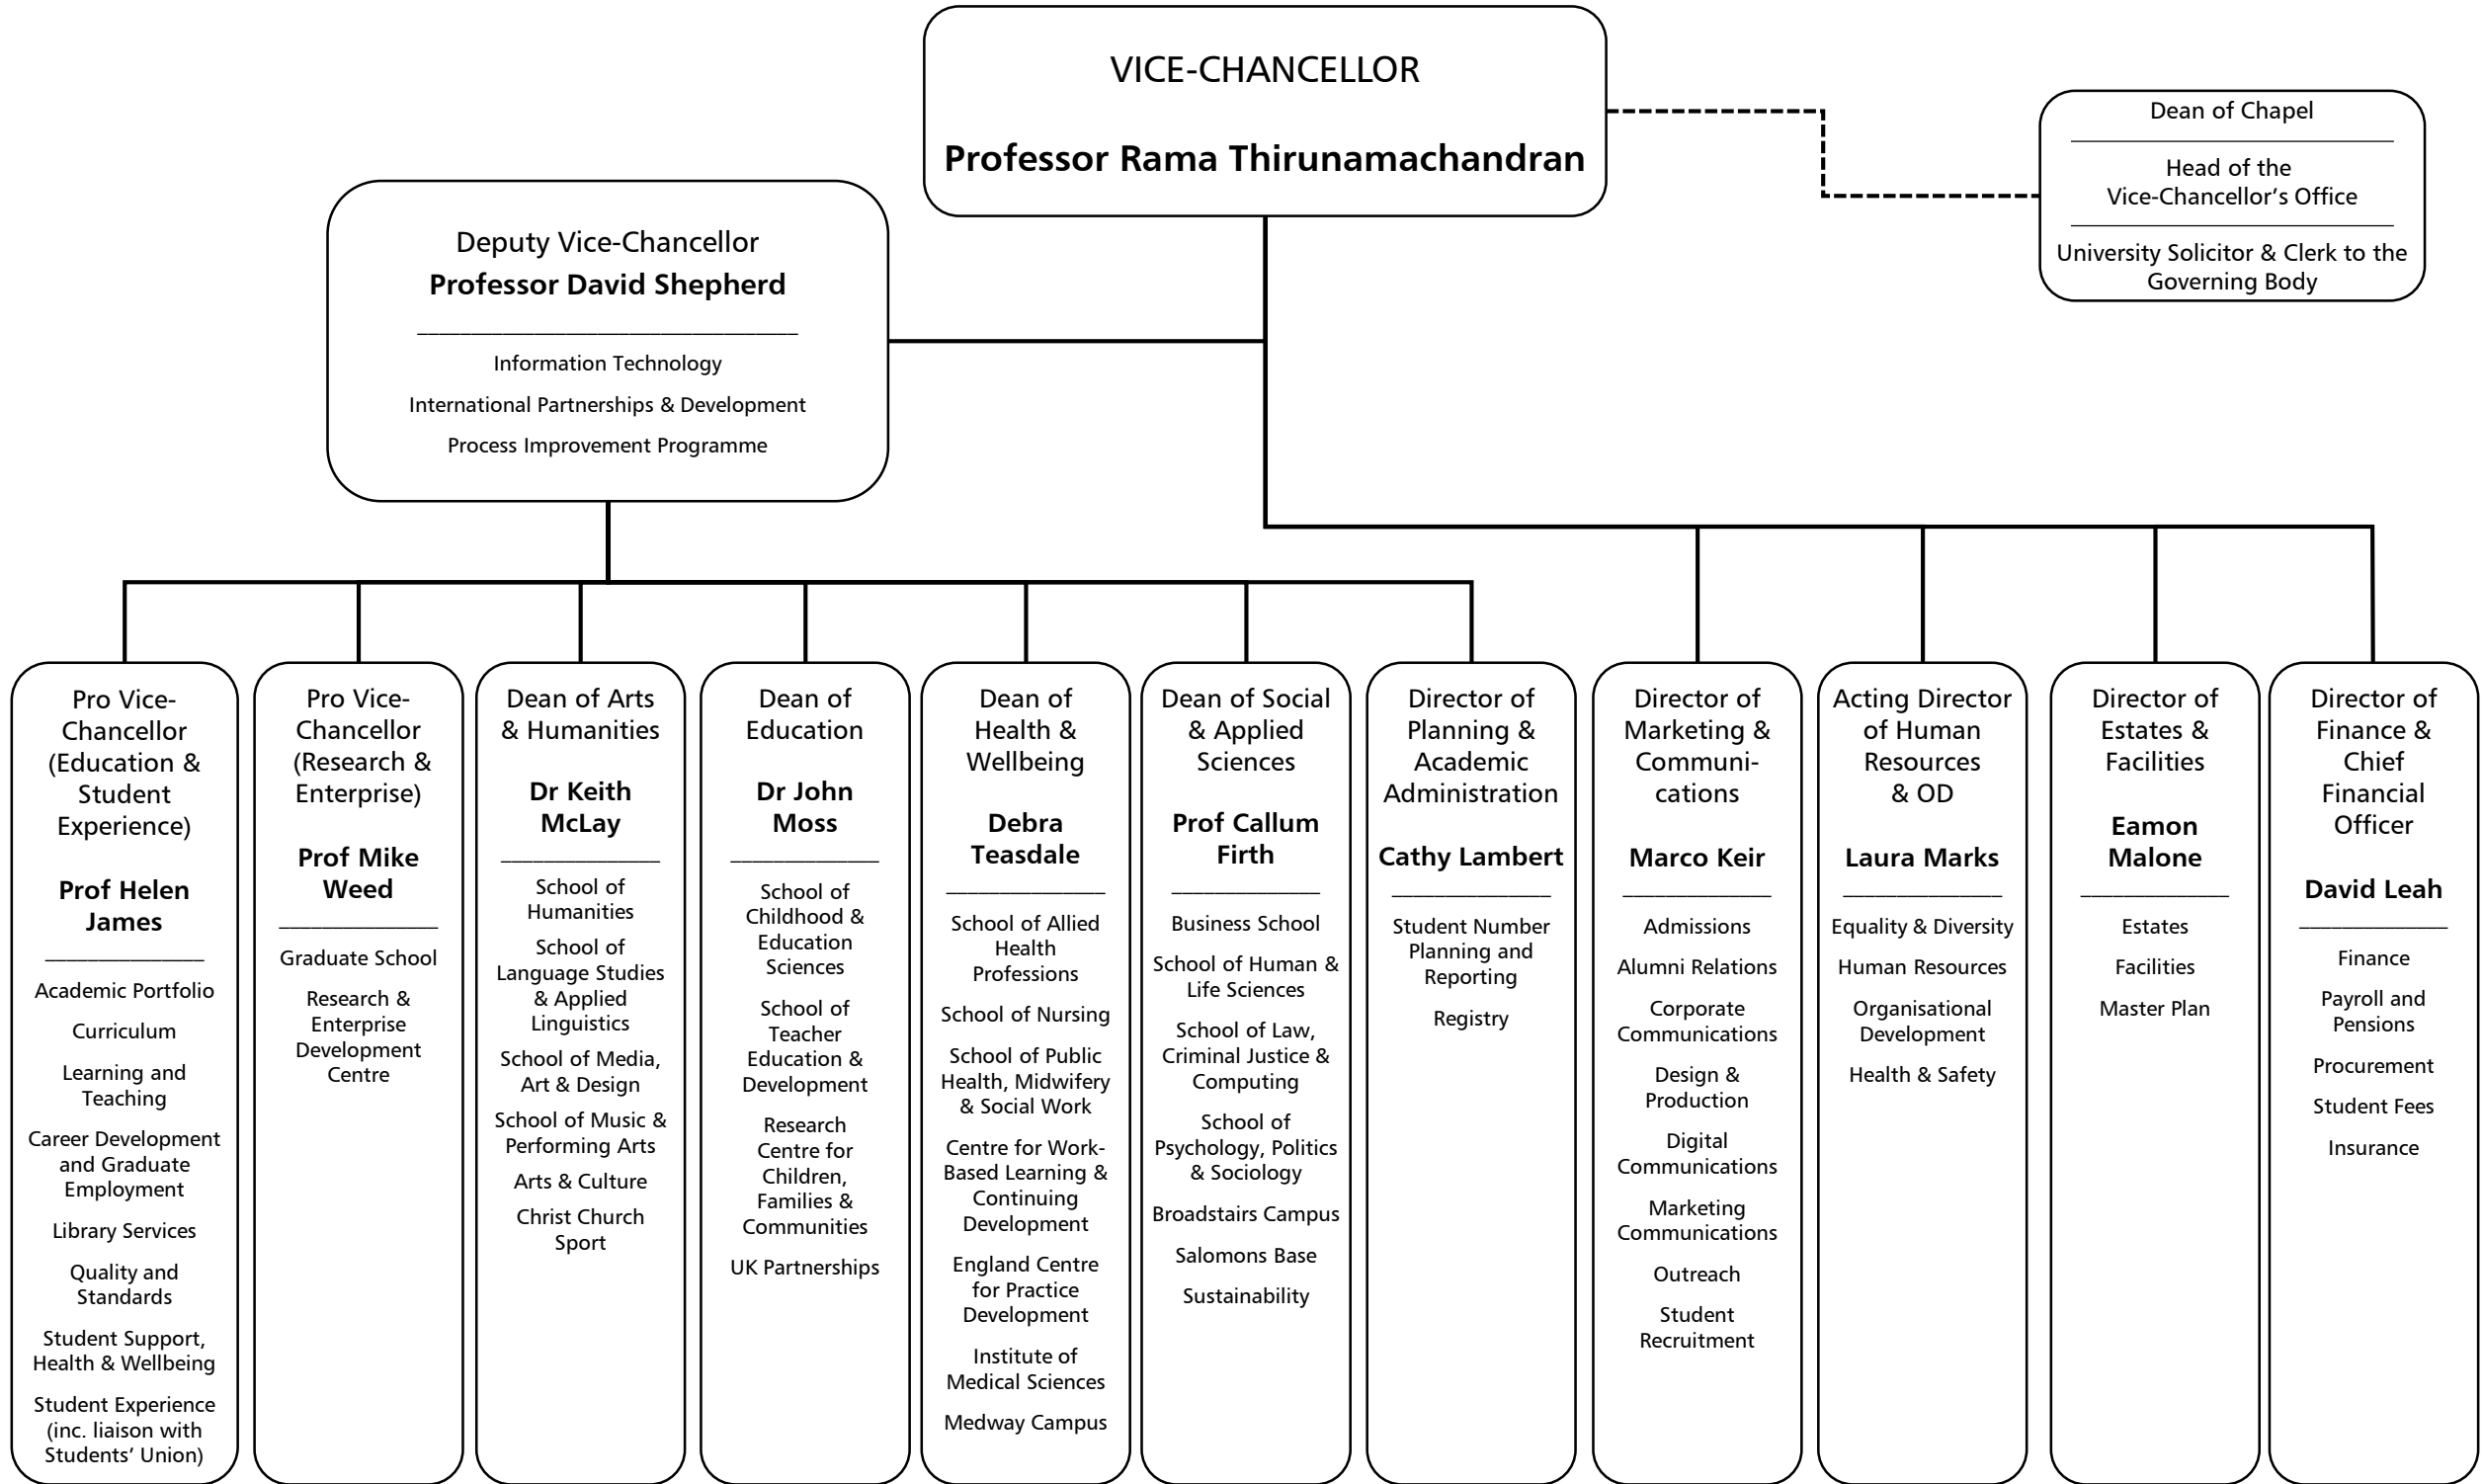 VICE-CHANCELLOR
Professor Rama Thirunamachandran
Dean of Chapel
Head of the
Vice-Chancellor’s Office
University Solicitor & Clerk to the
Governing Body
Deputy Vice-Chancellor
Professor David Shepherd
Information Technology
International Partnerships & Development
Process Improvement Programme
Pro Vice-
Chancellor
(Education &
Student
Experience)
Prof Helen
James
Academic Portfolio
Curriculum
Learning and
Teaching
Career Development
and Graduate
Employment
Library Services
Quality and
Standards
Student Support,
Health & Wellbeing
Student Experience
(inc. liaison with
Students’ Union)
Pro Vice-
Chancellor
(Research &
Enterprise)
Prof Mike
Weed
Graduate School
Research &
Enterprise
Development
Centre
Dean of Arts
& Humanities
Dr Keith
McLay
School of
Humanities
School of
Language Studies
& Applied
Linguistics
School of Media,
Art & Design
School of Music &
Performing Arts
Arts & Culture
Christ Church
Sport
Dean of
Education
Dr John
Moss
School of
Childhood &
Education
Sciences
School of
Teacher
Education &
Development
Research
Centre for
Children,
Families &
Communities
UK Partnerships
Dean of
Health &
Wellbeing
Debra
Teasdale
School of Allied
Health
Professions
School of Nursing
School of Public
Health, Midwifery
& Social Work
Centre for Work-
Based Learning &
Continuing
Development
England Centre
for Practice
Development
Institute of
Medical Sciences
Medway Campus
Dean of Social
& Applied
Sciences
Prof Callum
Firth
Business School
School of Human &
Life Sciences
School of Law,
Criminal Justice &
Computing
School of
Psychology, Politics
& Sociology
Broadstairs Campus
Salomons Base
Sustainability
Director of
Planning &
Academic
Administration
Cathy Lambert
Student Number
Planning and
Reporting
Registry
Director of
Marketing &
Communi-
cations
Marco Keir
Admissions
Alumni Relations
Corporate
Communications
Design &
Production
Digital
Communications
Marketing
Communications
Outreach
Student
Recruitment
Acting Director
of Human
Resources
& OD
Laura Marks
Equality & Diversity
Human Resources
Organisational
Development
Health & Safety
Director of
Estates &
Facilities
Eamon
Malone
Estates
Facilities
Master Plan
Director of
Finance &
Chief
Financial
Officer
David Leah
Finance
Payroll and
Pensions
Procurement
Student Fees
Insurance